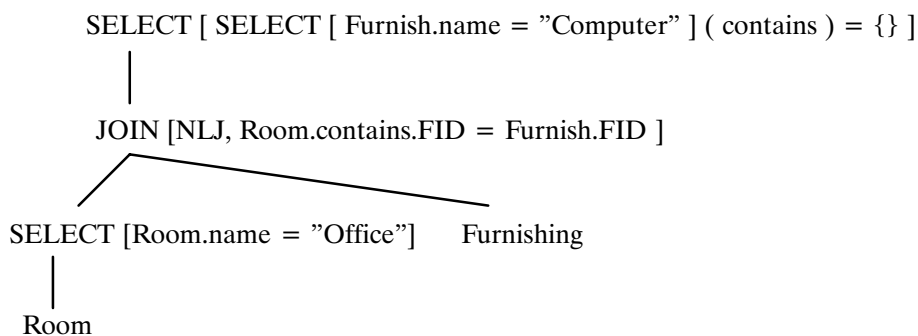 SELECT [ SELECT [ Furnish.name = ”Computer” ] ( contains ) = {} ]
JOIN [NLJ, Room.contains.FID = Furnish.FID ]
SELECT [Room.name = ”Office”] Furnishing
Room